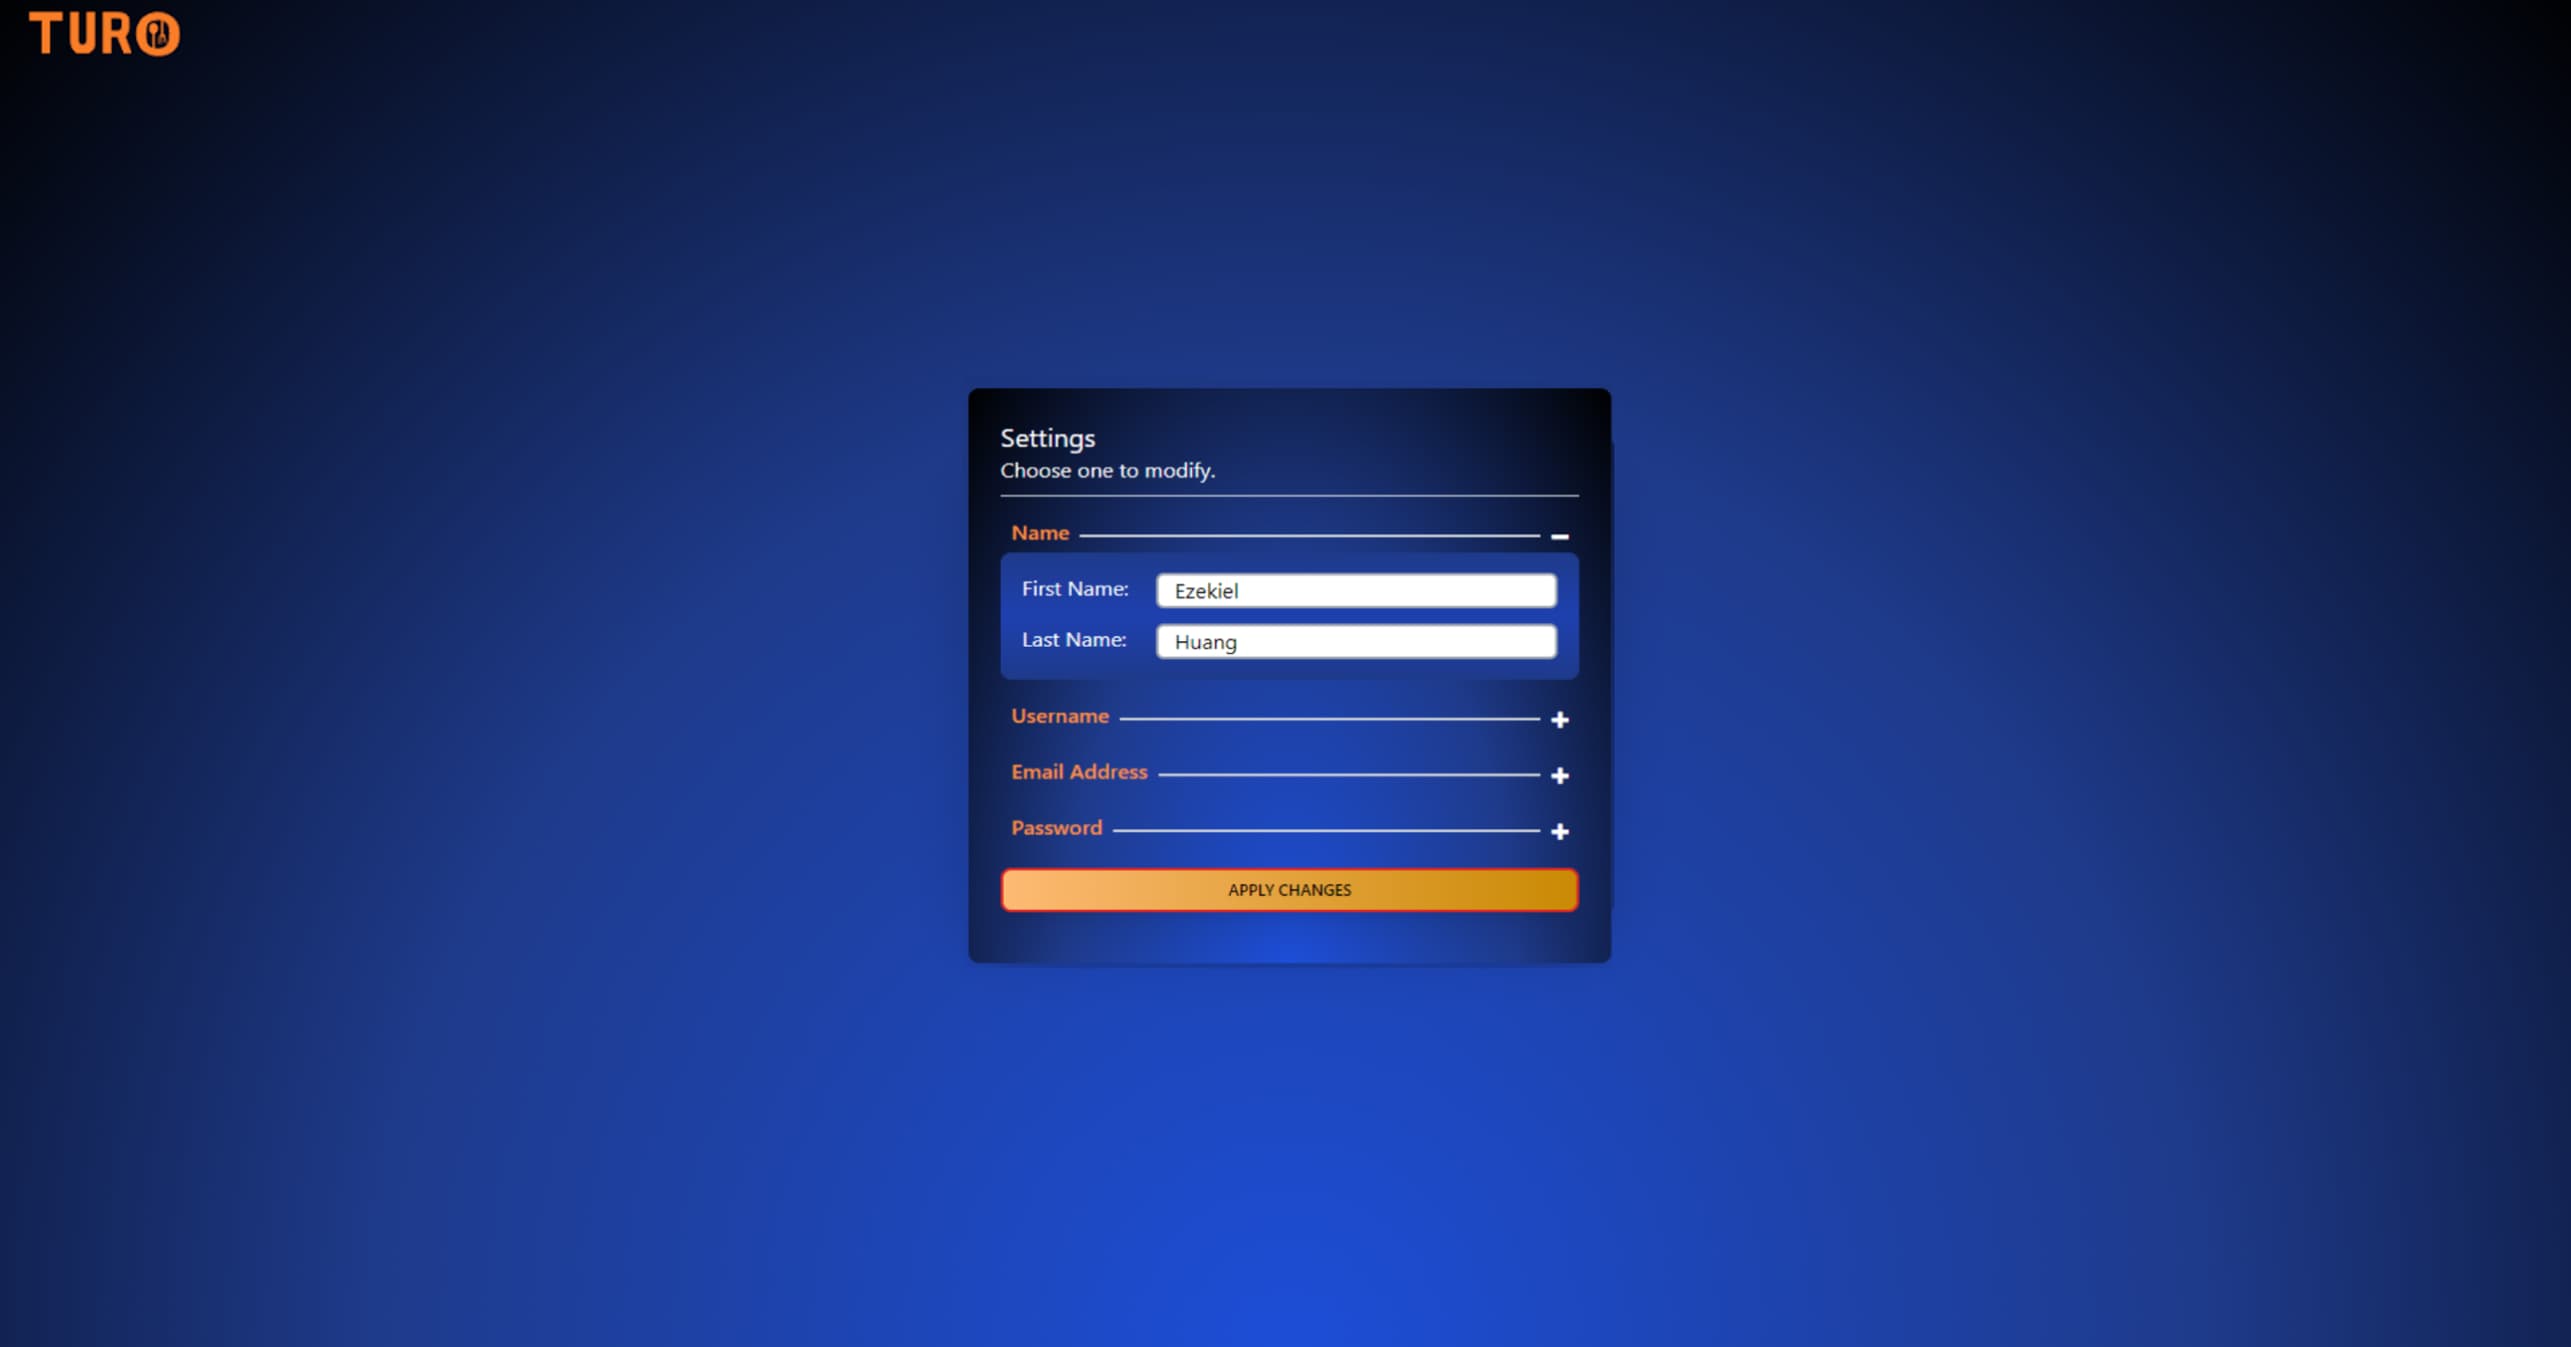 TURO
Settings
Choose one to modify.
Name
First Name: Ezekiel
Last Name: Huang
Username
Email Address
Password
APPLY CHANGES